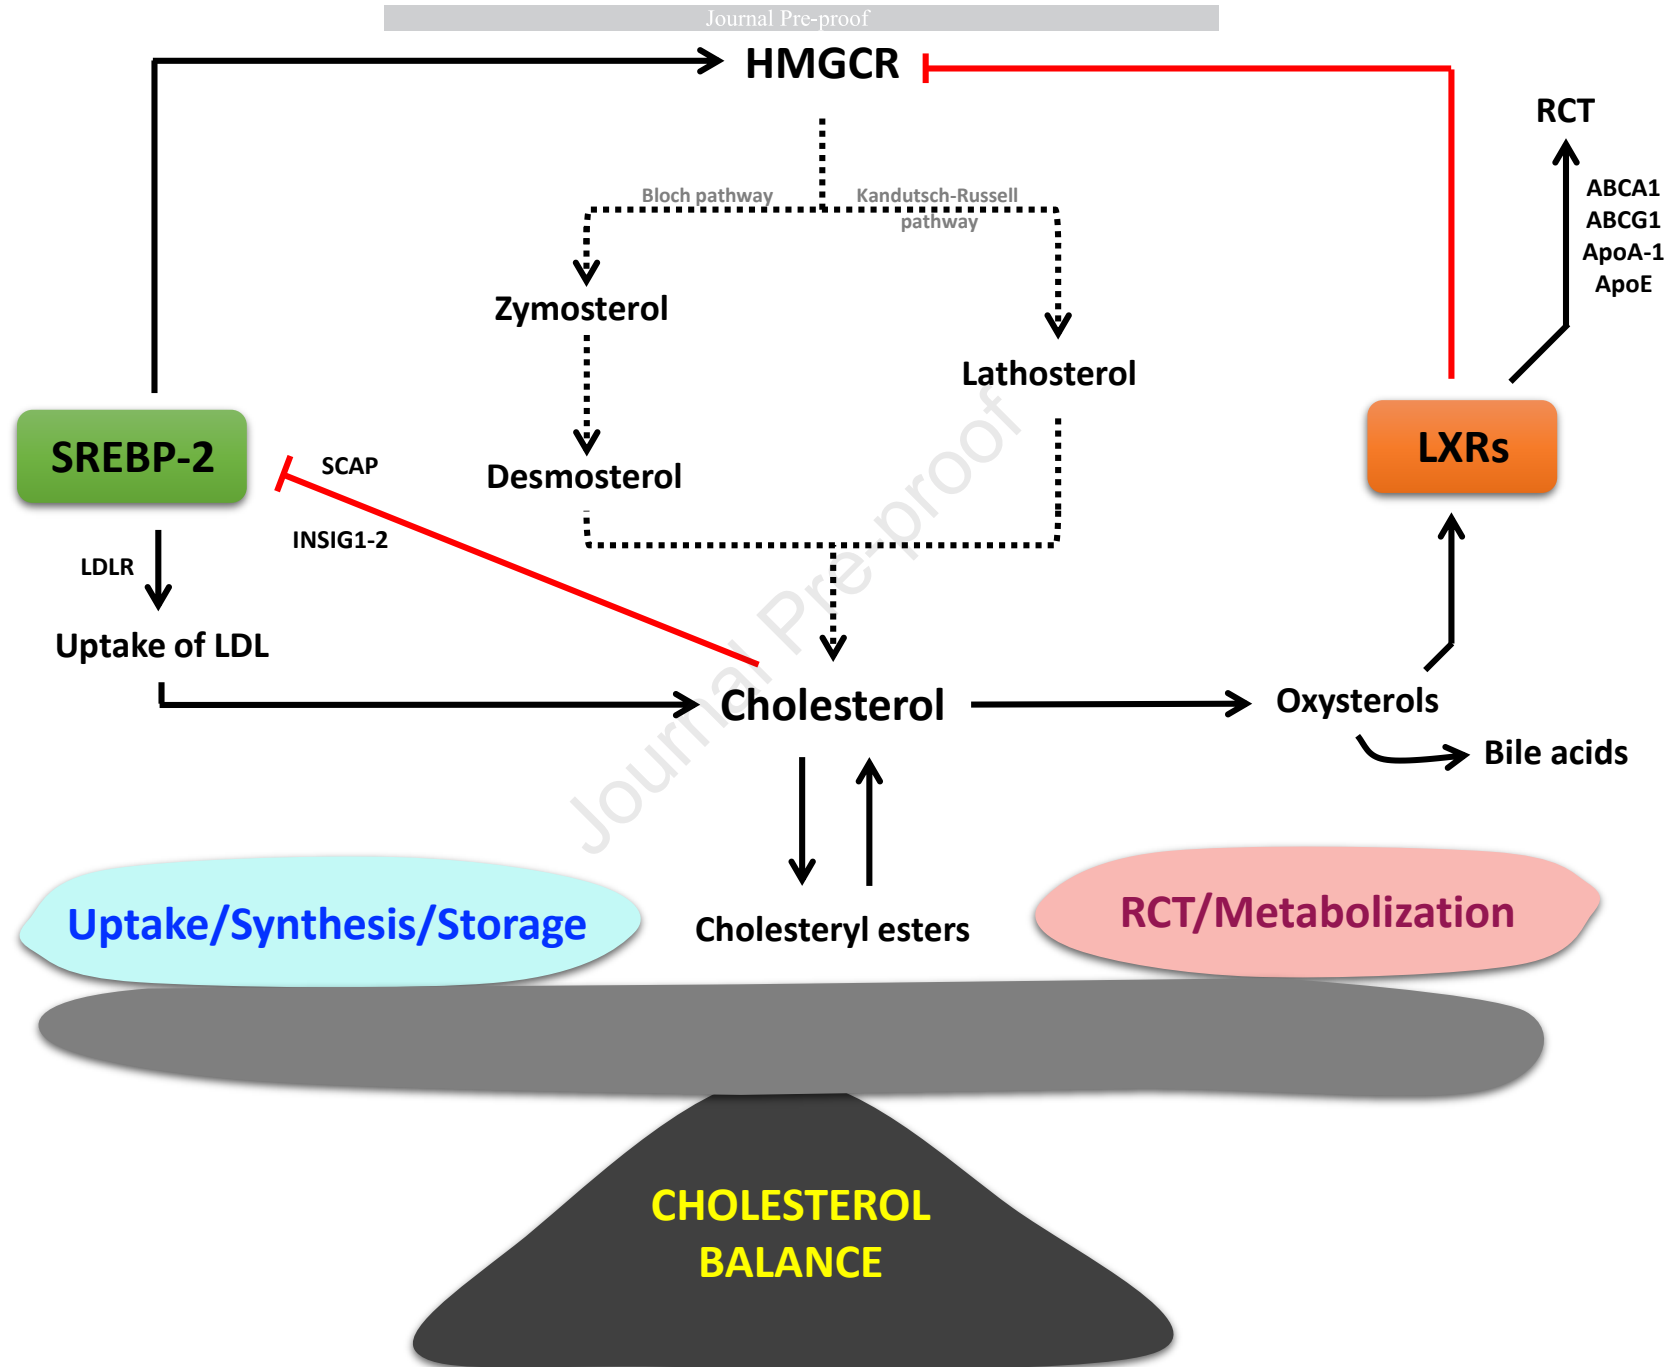 Journal Pre-proof
HMGCR
RCT
ABCA1
ABCG1
ApoA-1
ApoE
Bloch pathway
Kandutsch-Russell
pathway
Zymosterol
Lathosterol
SREBP-2
SCAP
Desmosterol
LXRs
INSIG1-2
LDLR
Uptake of LDL
Journal Pre-proof
Cholesterol
Oxysterols
Bile acids
Cholesteryl esters
Uptake/Synthesis/Storage
RCT/Metabolization
CHOLESTEROL
BALANCE